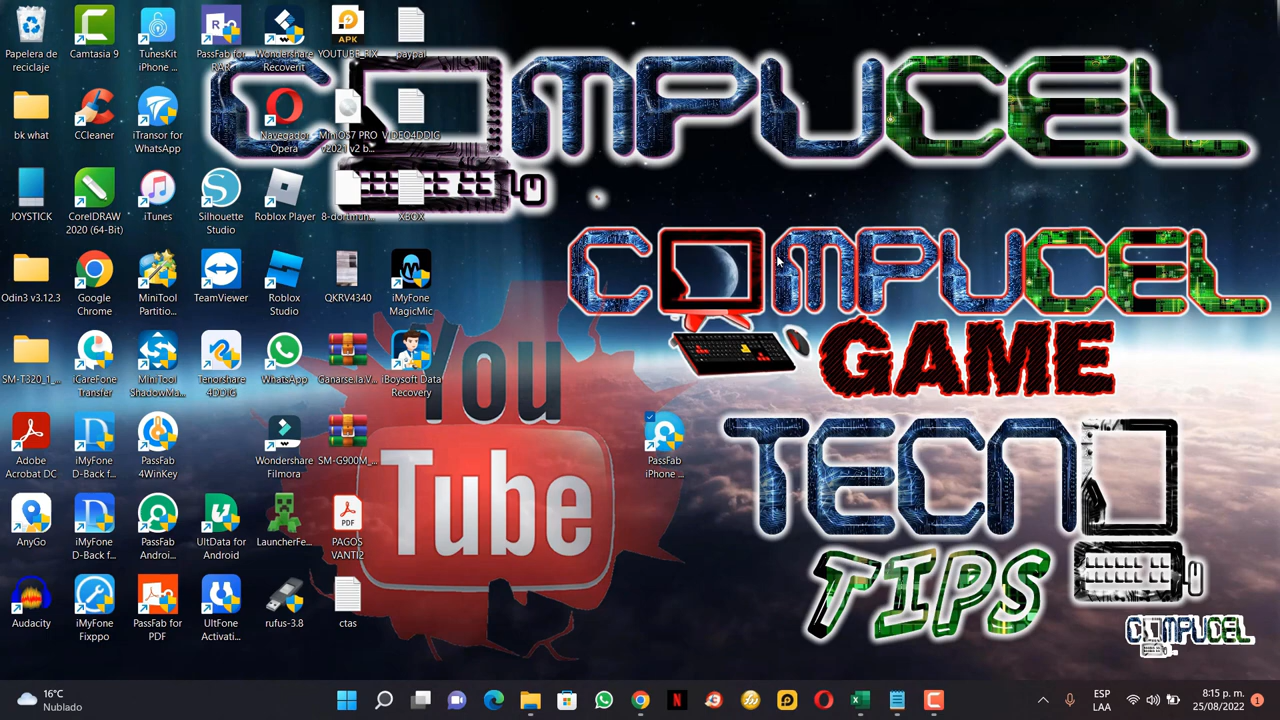 Papelera de
reciclaje
Camtasia 9
TunesKit
iPhone ...
PassFab for
RAR
Wondershare
Recoverit
APK
YOUTUBE_FIX
paypal
COMPUCEL
bk what
CCleaner
iTransor for
WhatsApp
Navegador
Opera
VIDEO4DDIG
JOYSTICK
CorelDRAW
2020 (64-Bit)
iTunes
Silhouette
Studio
Roblox Player
8-dortmun...
XBOX
COMPUCEL
GAME
Odin3 v3.12.3
Google
Chrome
MiniTool
Partitio...
TeamViewer
Roblox
Studio
QKRV4340
iMyFone
MagicMic
SM-T320_1_...
iCareFone
Transfer
MiniTool
ShadowMa...
Tenorshare
4DDiG
WhatsApp
Ganarse.la.V...
iBoysoft Data
Recovery
You
Tube
Adobe
Acrobat DC
iMyFone
D-Back f...
PassFab
4WinKey
Wondershare
Filmora
SM-G900M_...
PassFab
iPhone ...
TECNO
TIPS
AnyGo
iMyFone
D-Back f...
PassFab
Androi...
UltData for
Android
LauncherFe...
PDF
PAGOS
VANTI2
Audacity
iMyFone
Fixppo
PassFab for
PDF
UltFone
Activati...
rufus-3.8
ctas
COMPUCEL
16°C
Nublado
ESP
LAA
8:15 p. m.
25/08/2022
1